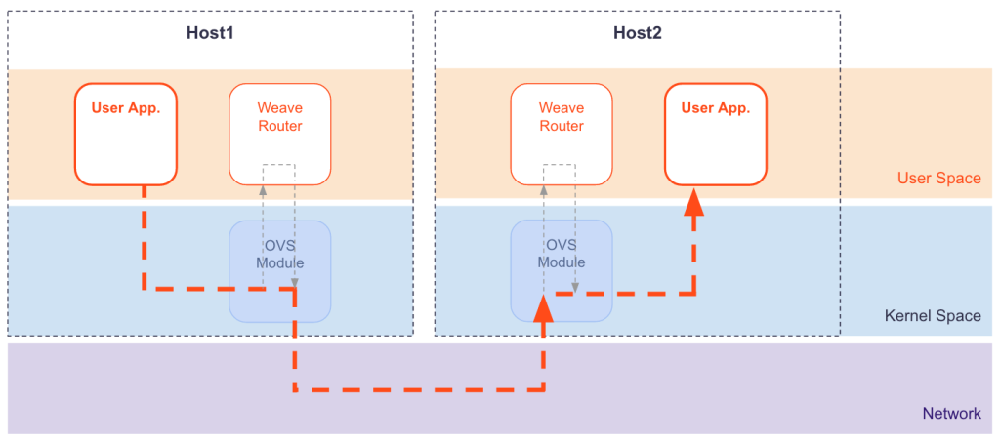 Host1
Host2
User App.
Weave
Router
Weave
Router
User App.
User Space
OVS
Module
OVS
Module
Kernel Space
Network